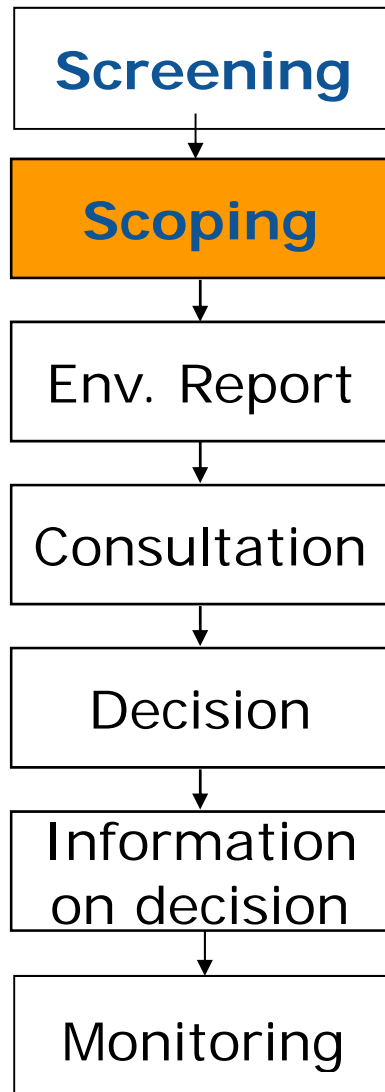 Screening
Scoping
Env. Report
Consultation
Decision
Information
on decision
Monitoring